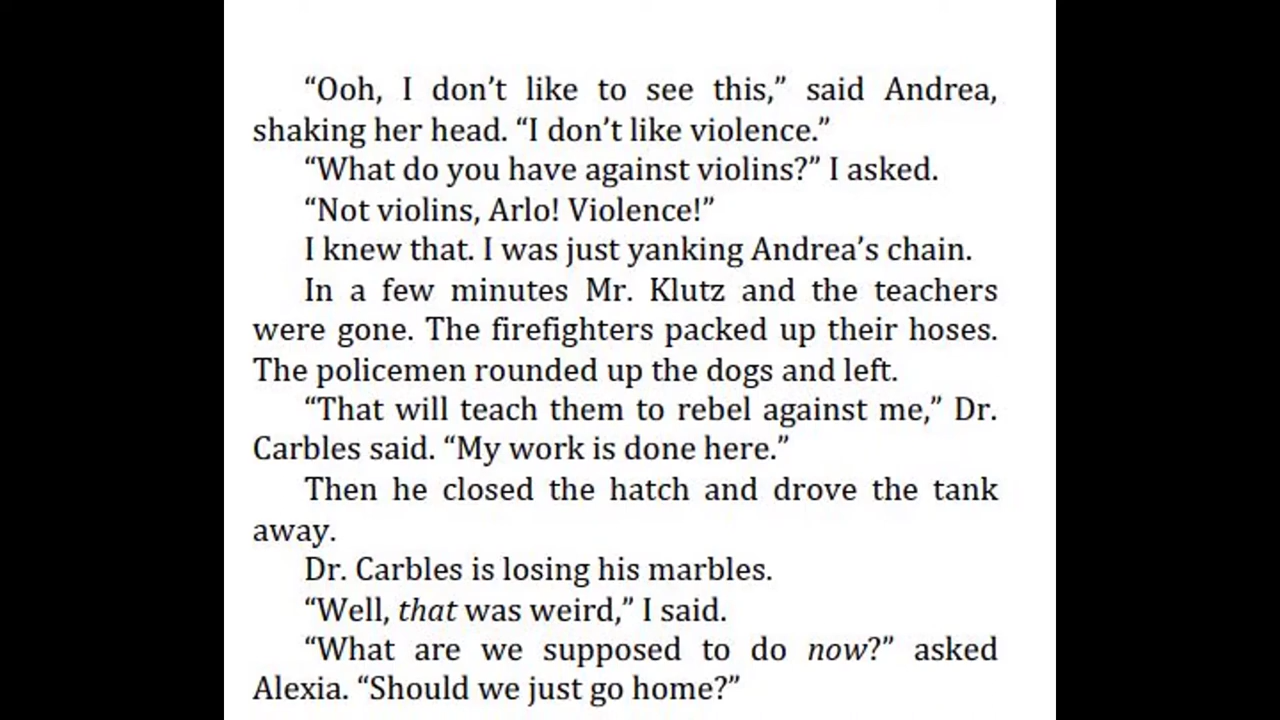 “Ooh, I don’t like to see this,” said Andrea,
shaking her head. “I don’t like violence.”
“What do you have against violins?” I asked.
“Not violins, Arlo! Violence!”
I knew that. I was just yanking Andrea’s chain.
In a few minutes Mr. Klutz and the teachers
were gone. The firefighters packed up their hoses.
The policemen rounded up the dogs and left.
“That will teach them to rebel against me,” Dr.
Carbles said. “My work is done here.”
Then he closed the hatch and drove the tank
away.
Dr. Carbles is losing his marbles.
“Well, that was weird,” I said.
“What are we supposed to do now?” asked
Alexia. “Should we just go home?”